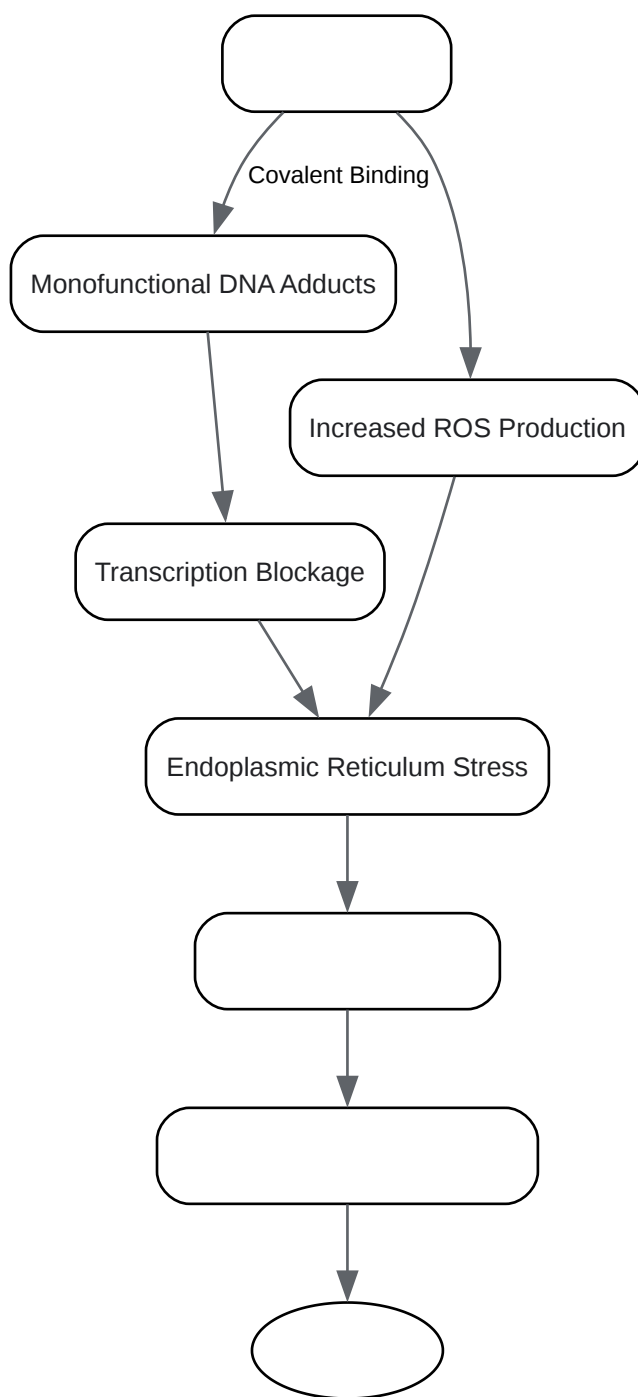 Covalent Binding
Monofunctional DNA Adducts
Increased ROS Production
Transcription Blockage
Endoplasmic Reticulum Stress